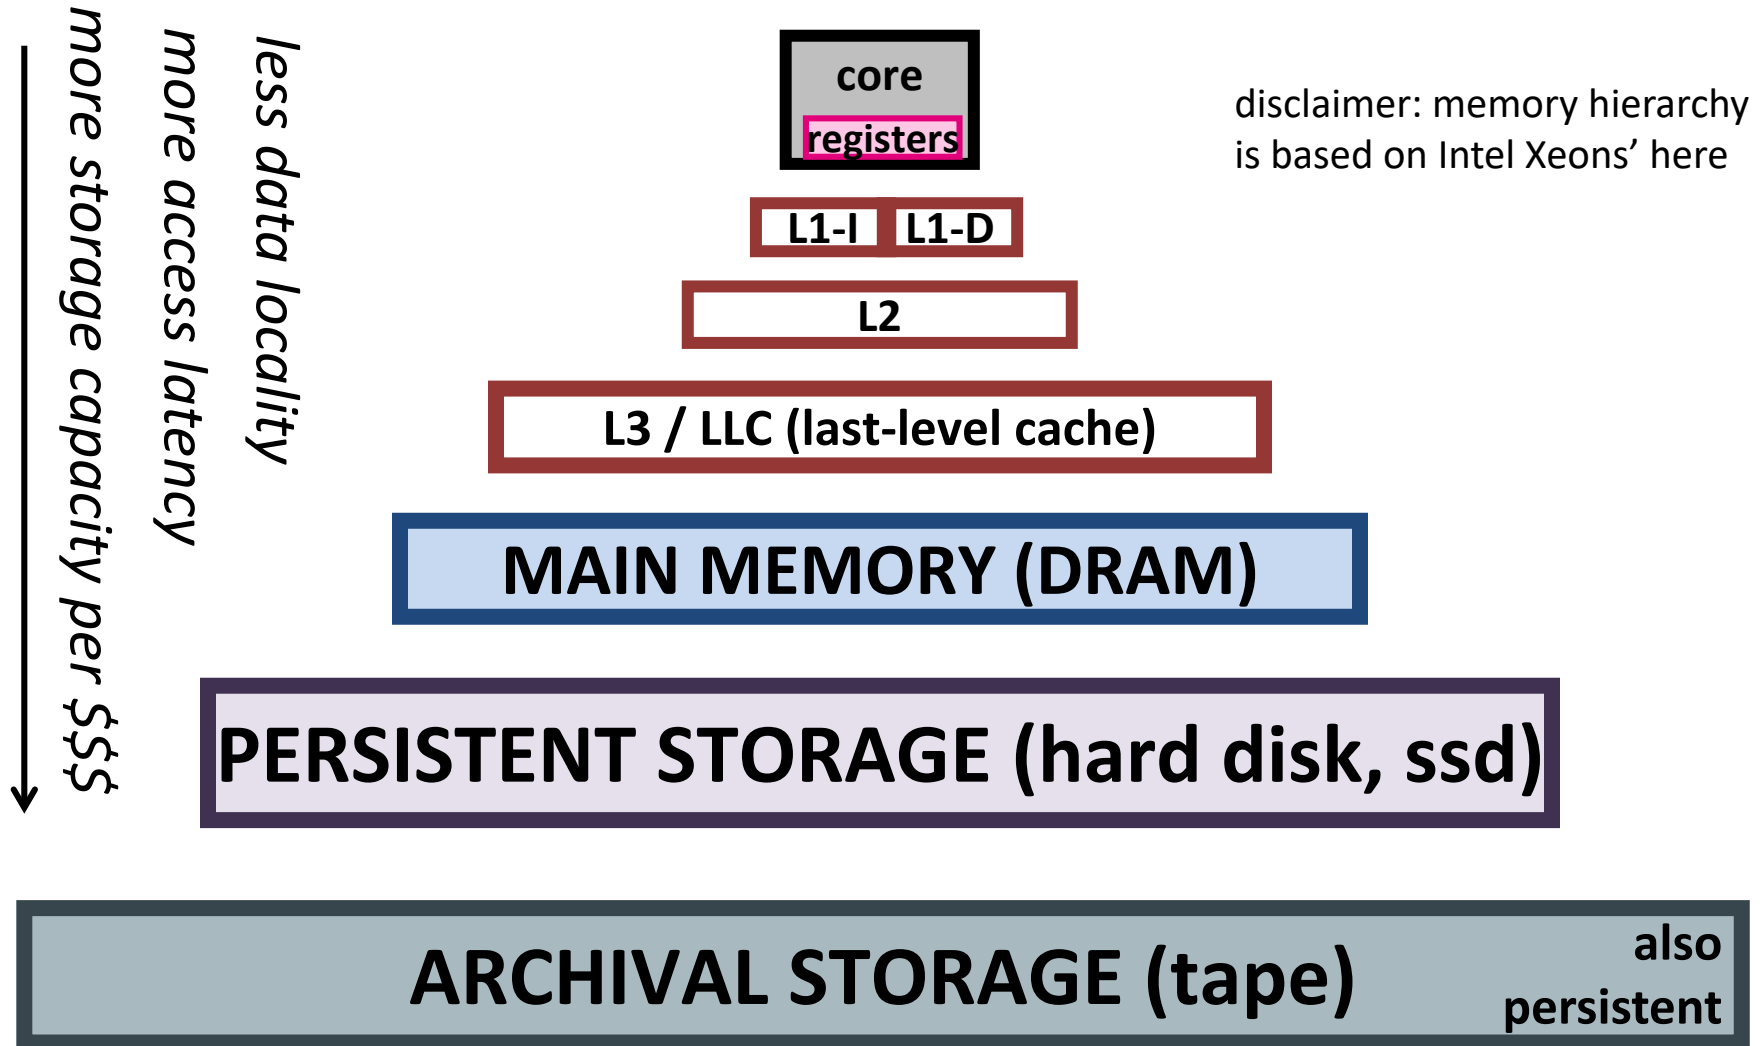 more storage capacity per $$$
more access latency
less data locality
core
registers
disclaimer: memory hierarchy
is based on Intel Xeons’ here
L1-I
L1-D
L2
L3 / LLC (last-level cache)
MAIN MEMORY (DRAM)
PERSISTENT STORAGE (hard disk, ssd)
ARCHIVAL STORAGE (tape)
also
persistent